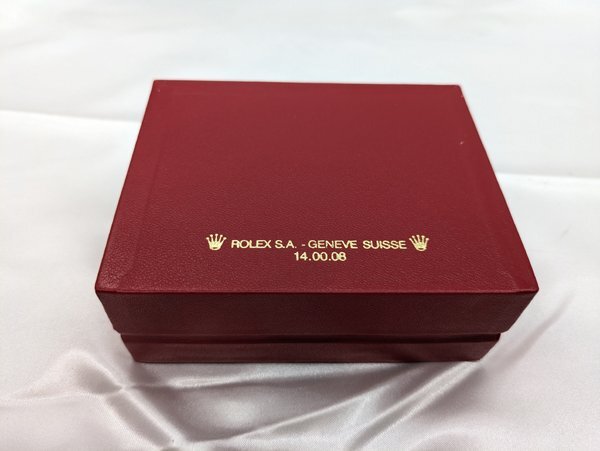 ROLEX S.A. - GENEVE SUISSE
14.00.08